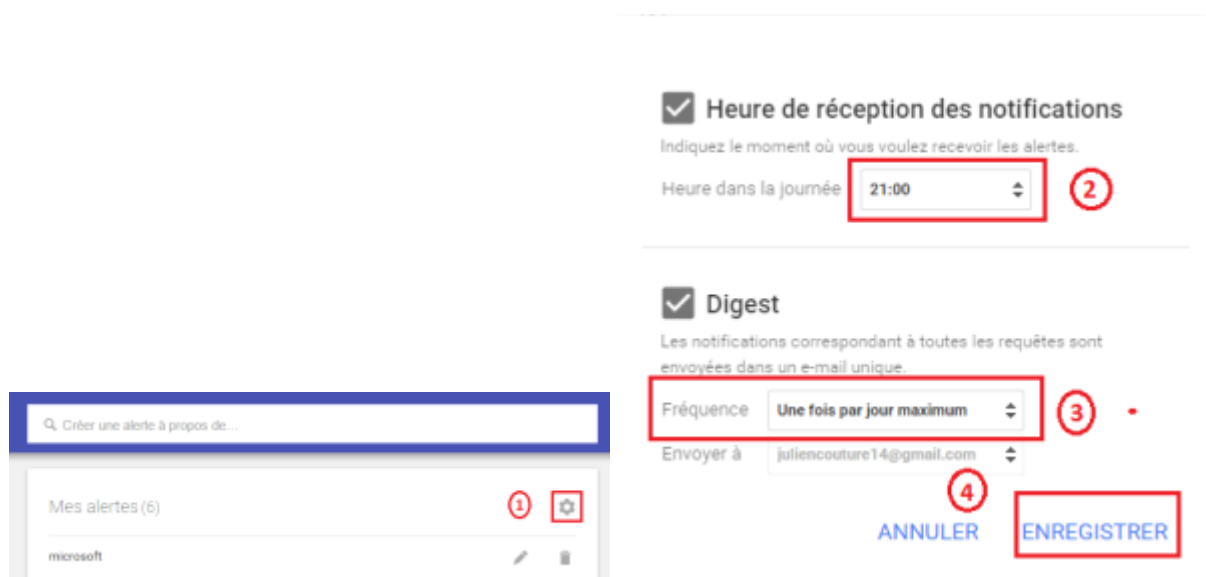 Créer une alerte à propos de...
Mes alertes (6)
1
microsoft
Heure de réception des notifications
Indiquez le moment où vous voulez recevoir les alertes.
Heure dans la journée 21:00
2
Digest
Les notifications correspondant à toutes les requêtes sont
envoyées dans un e-mail unique.
Fréquence Une fois par jour maximum
3
Envoyer à juliencouture14@gmail.com
4
ANNULER ENREGISTRER